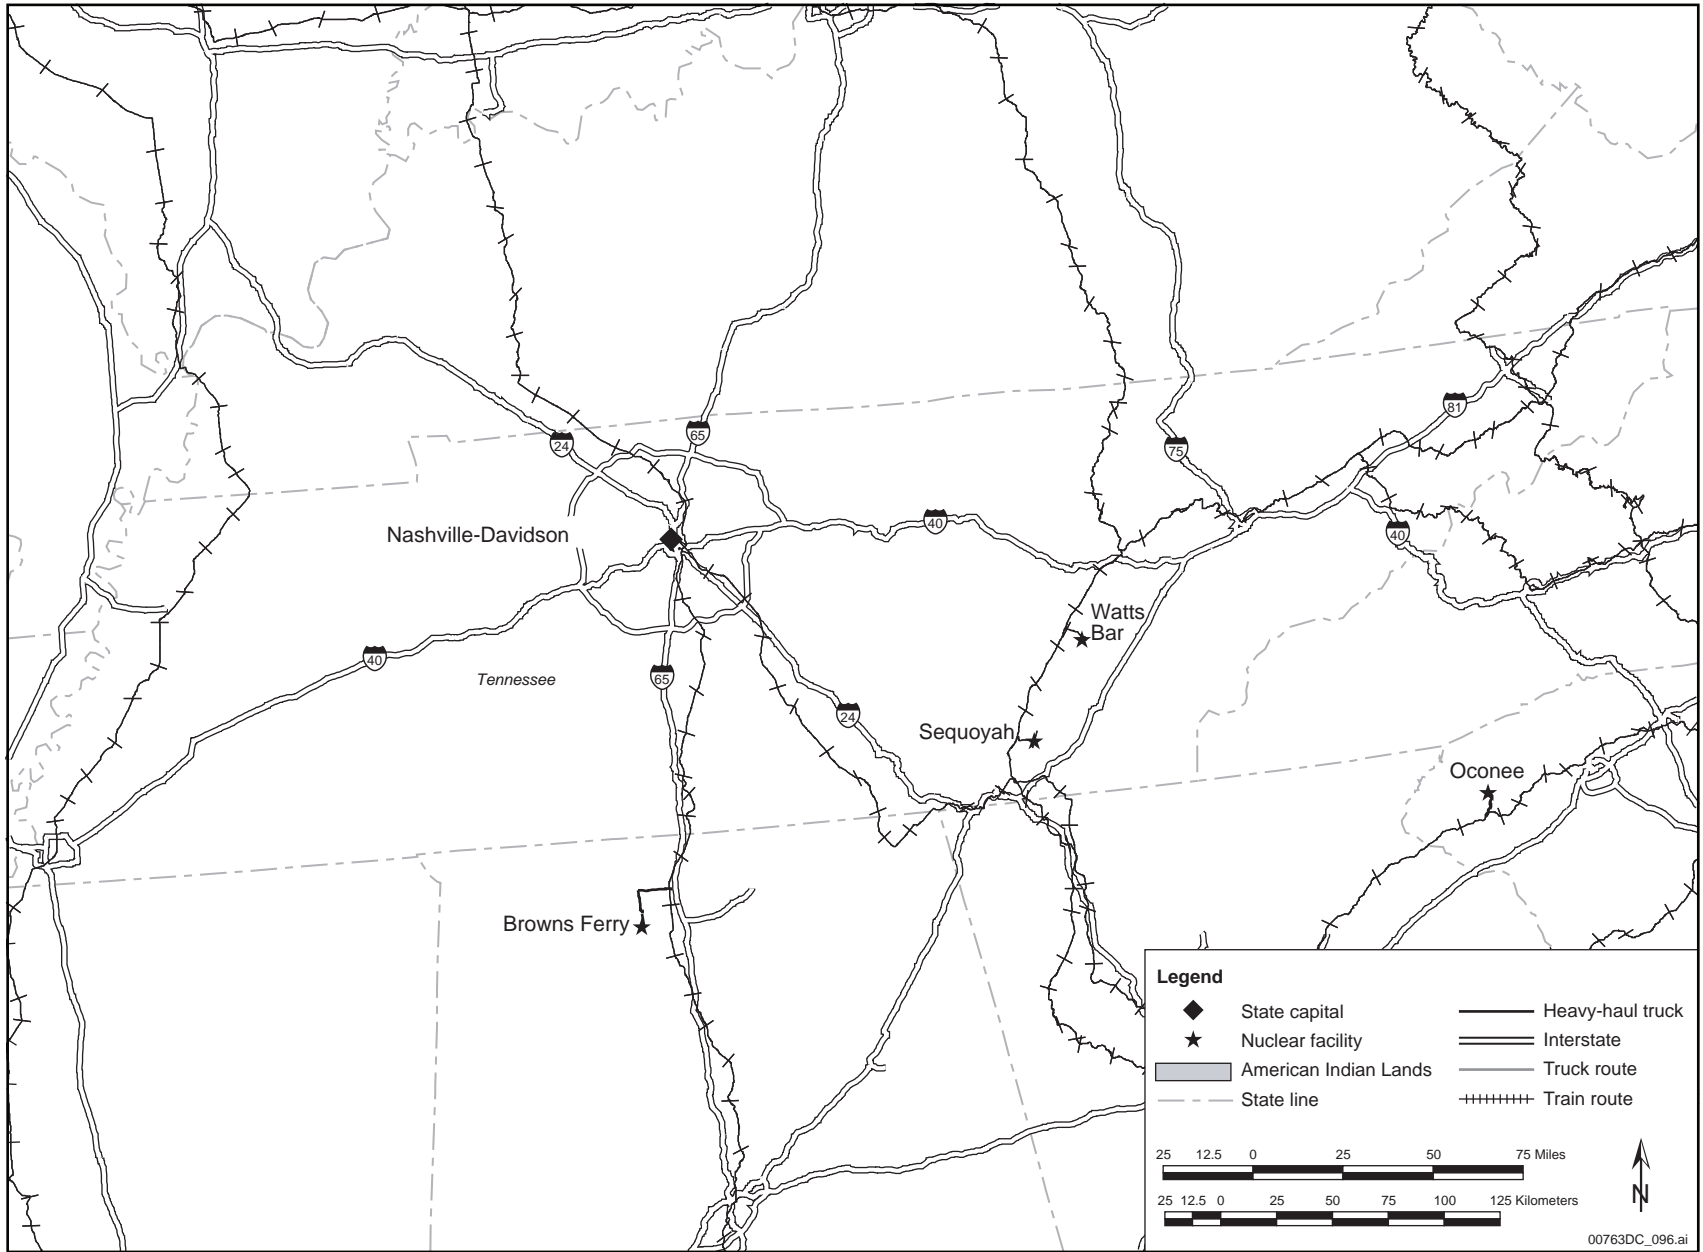 81
65
24
75
40
Nashville-Davidson
40
Watts
Bar
40
Tennessee
65
24
Sequoyah
Oconee
Browns Ferry
Legend
State capital
Nuclear facility
American Indian Lands
State line
Heavy-haul truck
Interstate
Truck route
Train route
25 12.5 0 25 50 75 Miles
25 12.5 0 25 50 75 100 125 Kilometers
N
00763DC_096.ai